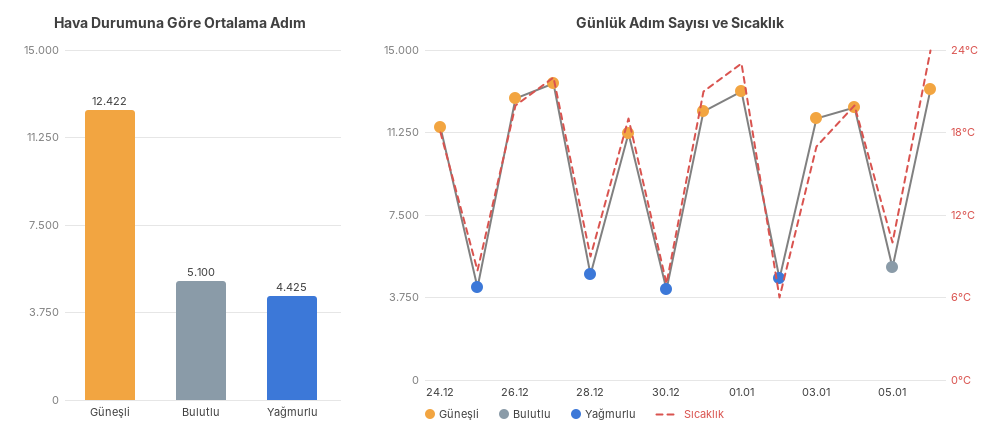 Hava Durumuna Göre Ortalama Adım
15.000
11.250
7.500
3.750
0
12.422
5.100
4.425
Güneşli Bulutlu Yağmurlu
Günlük Adım Sayısı ve Sıcaklık
15.000
11.250
7.500
3.750
0
24°C
18°C
12°C
6°C
0°C
24.12 26.12 28.12 30.12 01.01 03.01 05.01
Güneşli Bulutlu Yağmurlu Sıcaklık